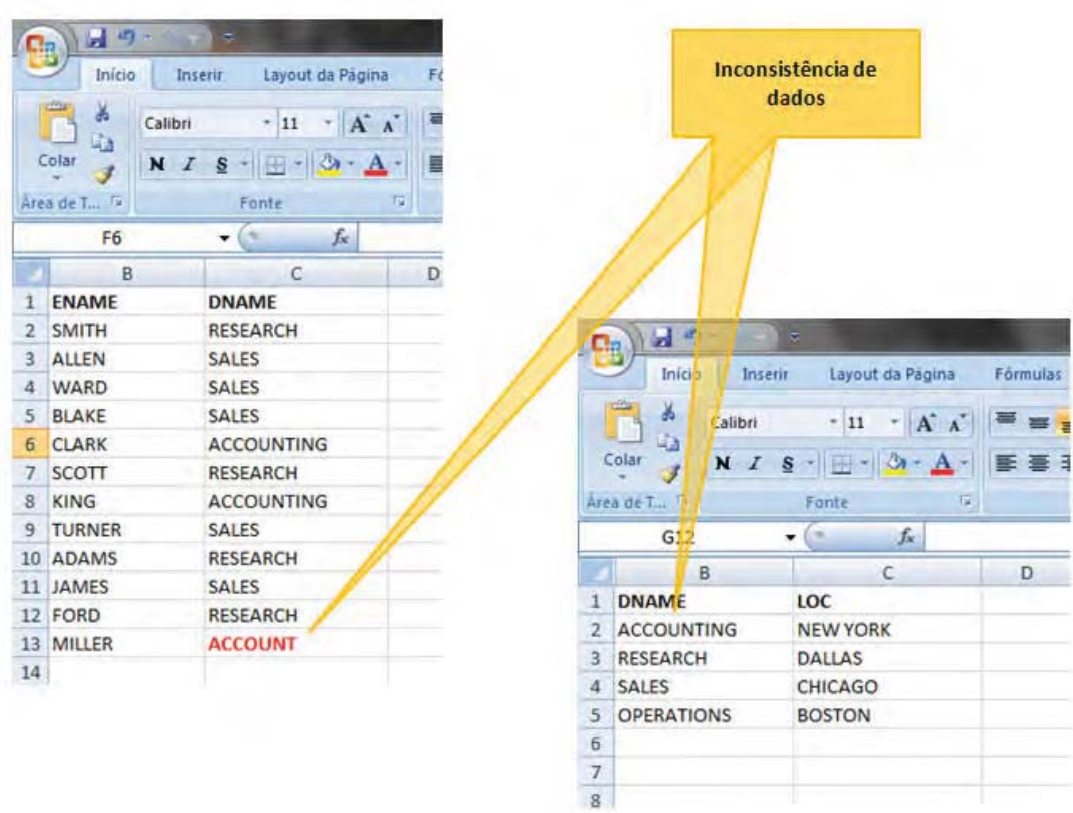 Início Inserir Layout da Página Fó
Colar
Calibri 11 A A
N I S A
Área de T... Fonte
F6 fx
B C D
1 ENAME DNAME
2 SMITH RESEARCH
3 ALLEN SALES
4 WARD SALES
5 BLAKE SALES
6 CLARK ACCOUNTING
7 SCOTT RESEARCH
8 KING ACCOUNTING
9 TURNER SALES
10 ADAMS RESEARCH
11 JAMES SALES
12 FORD RESEARCH
13 MILLER ACCOUNT
14
Inconsistência de
dados
Início Inserir Layout da Página Fórmulas
Colar
Calibri 11 A A
N I S A
Área de T... Fonte
G12 fx
B C D
1 DNAME LOC
2 ACCOUNTING NEW YORK
3 RESEARCH DALLAS
4 SALES CHICAGO
5 OPERATIONS BOSTON
6
7
8